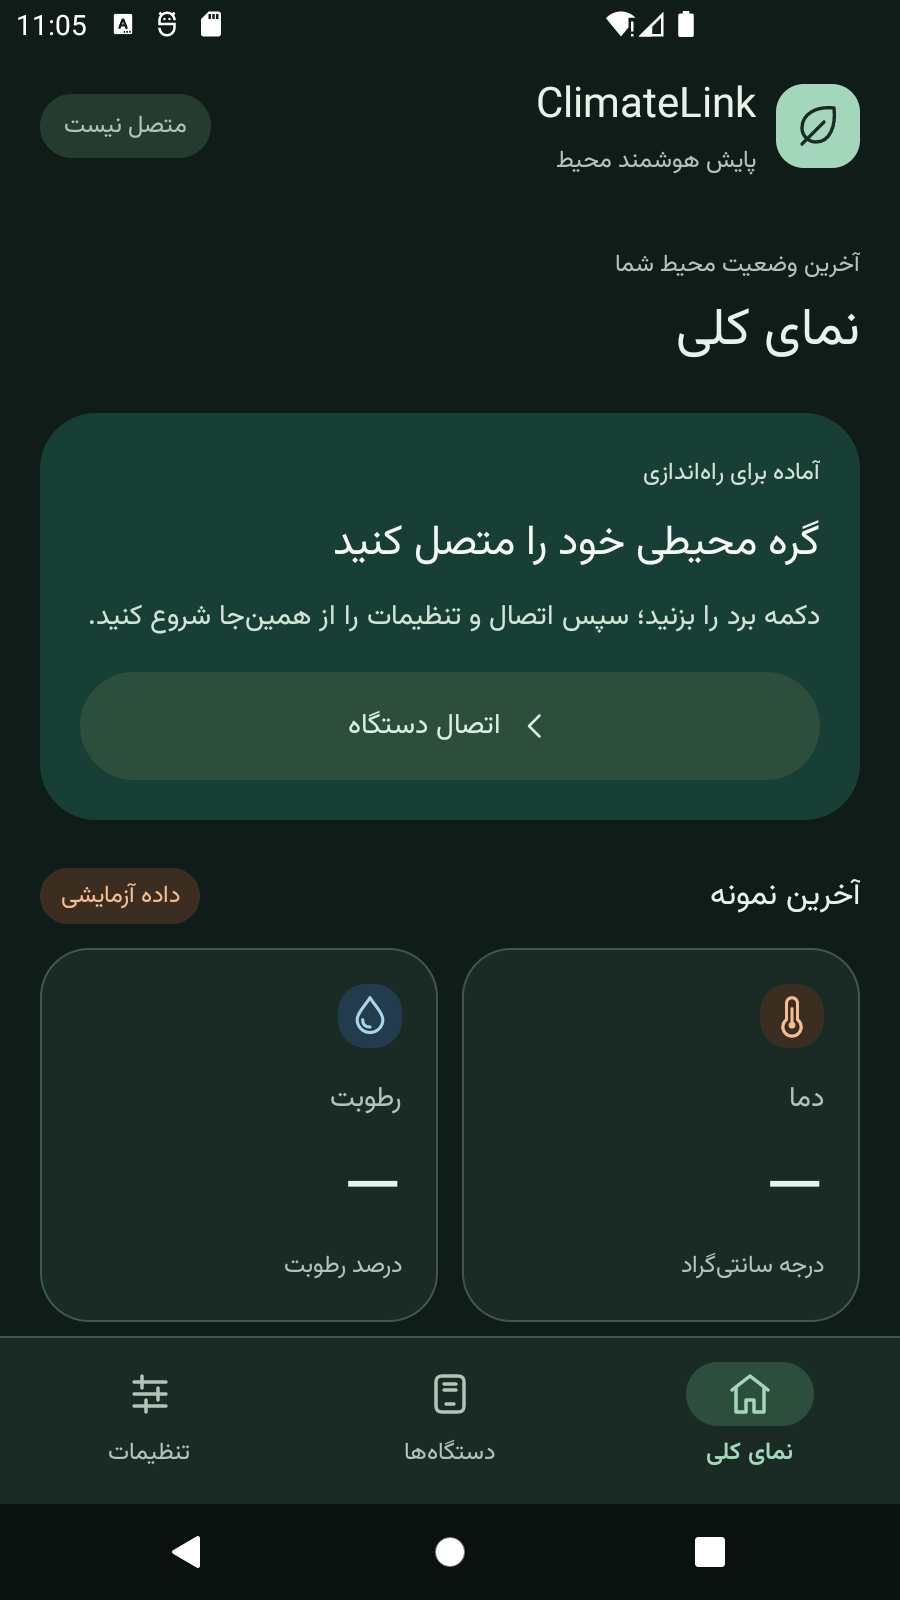 11:05
ClimateLink
پایش هوشمند محیط
متصل نیست
آخرین وضعیت محیط شما
نمای کلی
آماده برای راه‌اندازی
گره محیطی خود را متصل کنید
دکمه برد را بزنید؛ سپس اتصال و تنظیمات را از همین‌جا شروع کنید.
اتصال دستگاه
آخرین نمونه
داده آزمایشی
دما
—
درجه سانتی‌گراد
رطوبت
—
درصد رطوبت
نمای کلی
دستگاه‌ها
تنظیمات